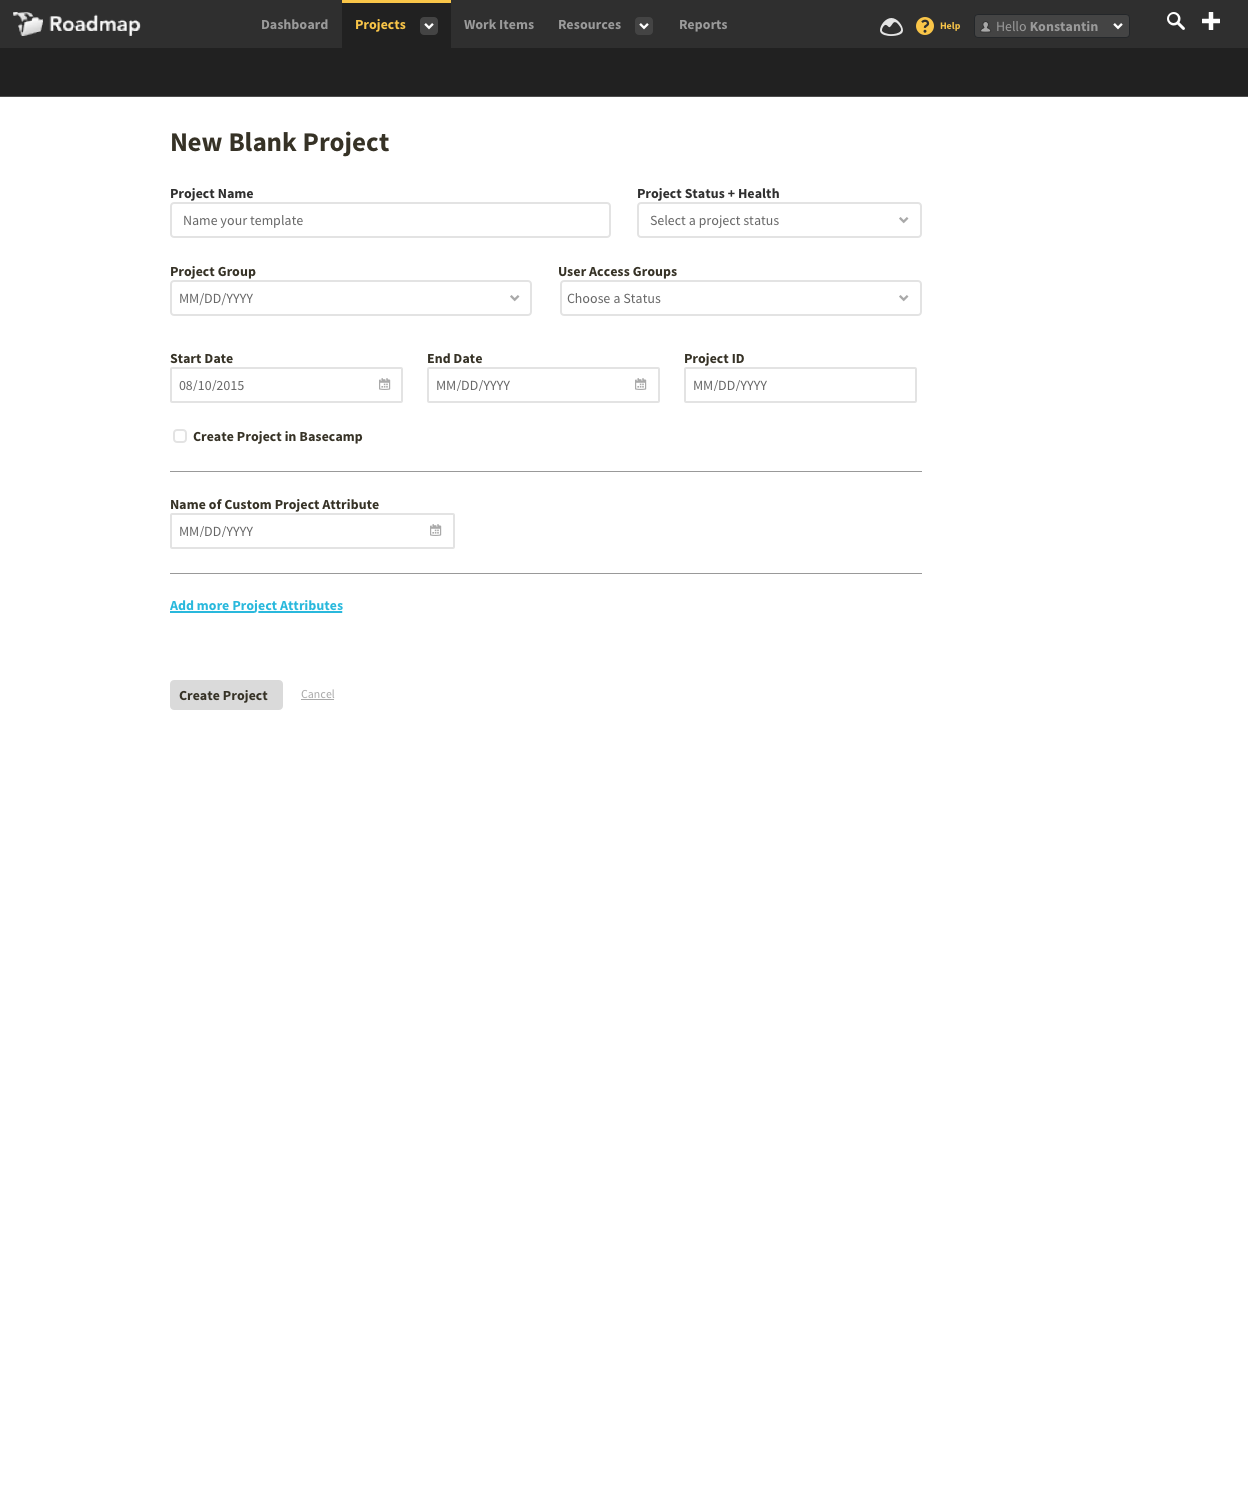 Roadmap
Dashboard Projects Work Items Resources Reports Help Hello Konstantin
New Blank Project
Project Name Project Status + Health
Name your template Select a project status
Project Group User Access Groups
MM/DD/YYYY Choose a Status
Start Date End Date Project ID
08/10/2015 MM/DD/YYYY MM/DD/YYYY
Create Project in Basecamp
Name of Custom Project Attribute
MM/DD/YYYY
Add more Project Attributes
Create Project Cancel